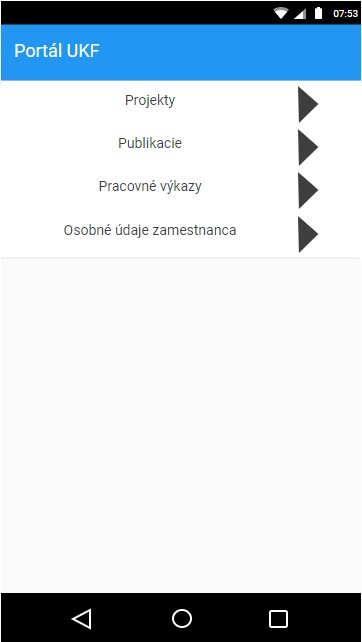 07:53
Portál UKF
Projekty
Publikacie
Pracovné výkazy
Osobné údaje zamestnanca